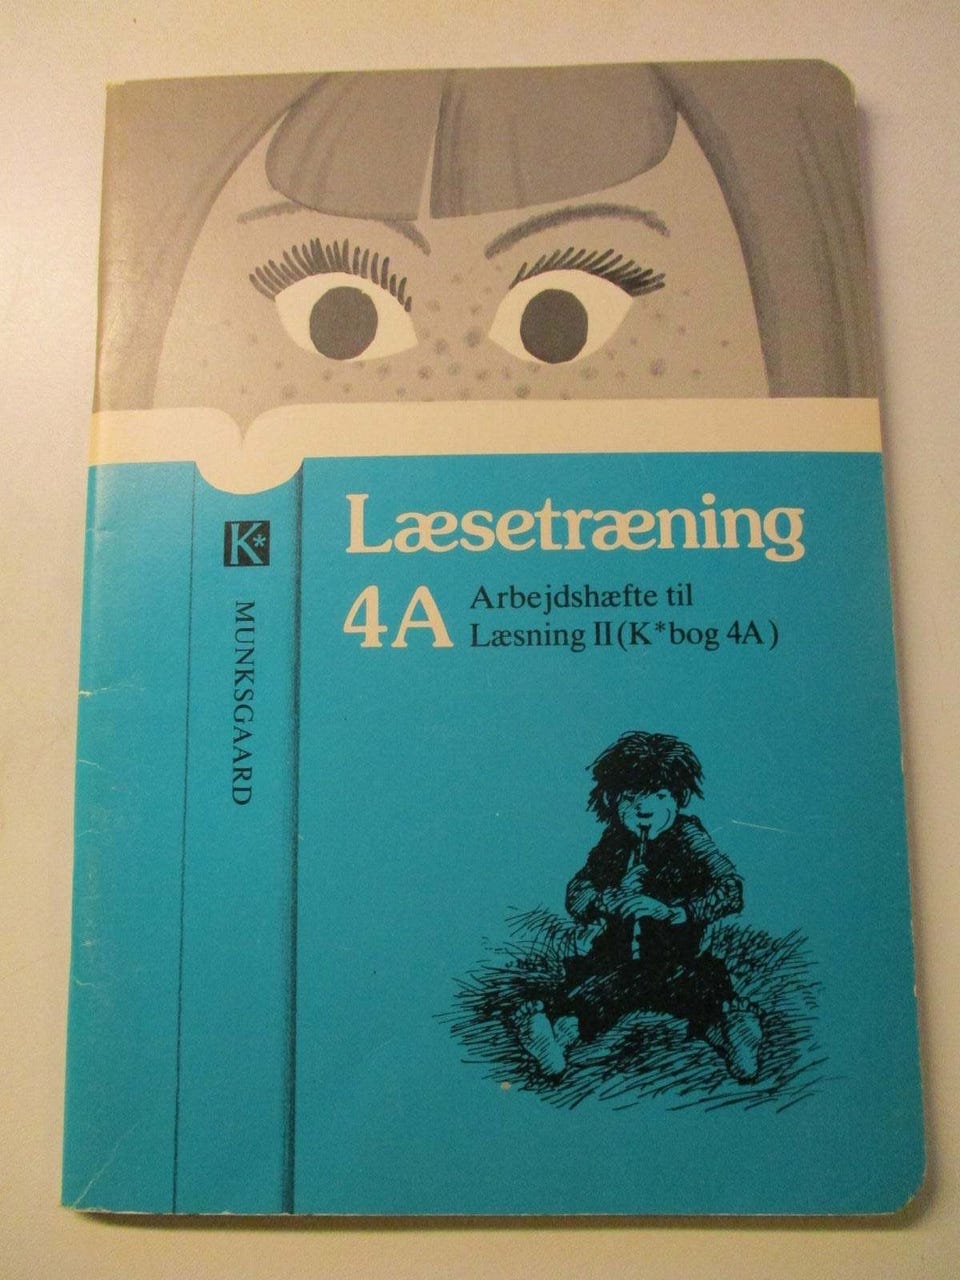 Læsetræning
4A
Arbejdshæfte til
Læsning II (K*bog 4A)
K*
MUNKSGAARD